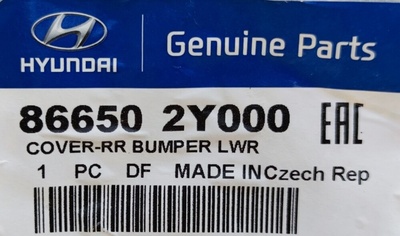 HYUNDAI
Genuine Parts
86650 2Y000
EAC
COVER-RR BUMPER LWR
1 PC DF MADE INCzech Rep